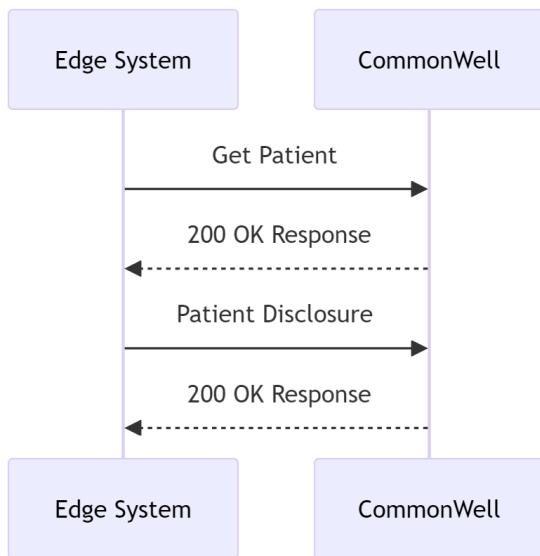 Edge System
CommonWell
Get Patient
200 OK Response
Patient Disclosure
200 OK Response
Edge System
CommonWell